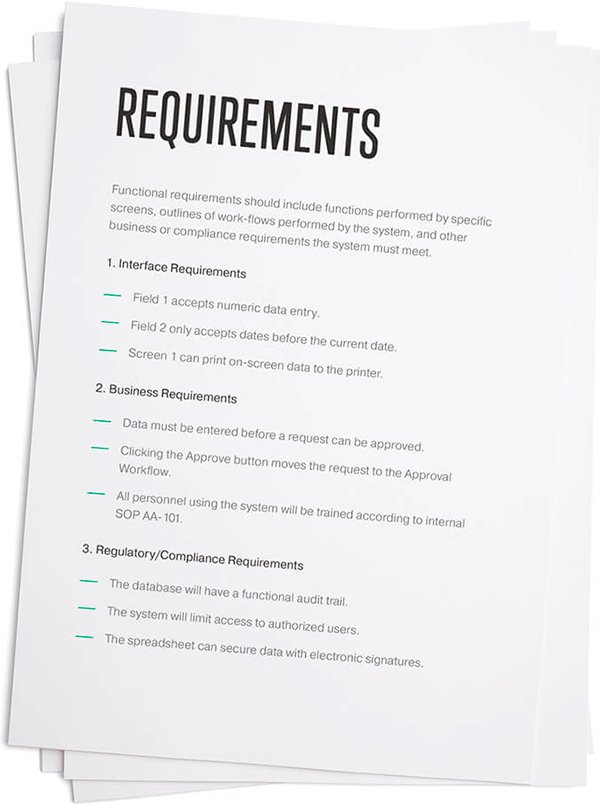 REQUIREMENTS
Functional requirements should include functions performed by specific
screens, outlines of work-flows performed by the system, and other
business or compliance requirements the system must meet.
1. Interface Requirements
Field 1 accepts numeric data entry.
Field 2 only accepts dates before the current date.
Screen 1 can print on-screen data to the printer.
2. Business Requirements
Data must be entered before a request can be approved.
Clicking the Approve button moves the request to the Approval
Workflow.
All personnel using the system will be trained according to internal
SOP AA-101.
3. Regulatory/Compliance Requirements
The database will have a functional audit trail.
The system will limit access to authorized users.
The spreadsheet can secure data with electronic signatures.